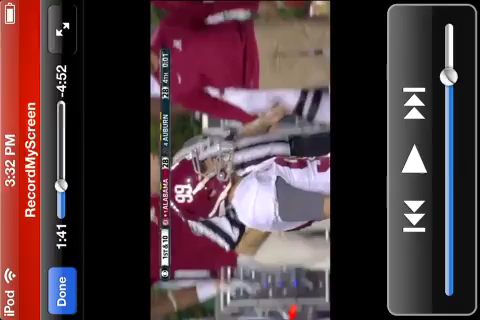 iPod 3:32 PM
RecordMyScreen
Done 1:41 -4:52
1 ALABAMA 28 4 AUBURN 28 4TH 0:01
1ST & 10
99